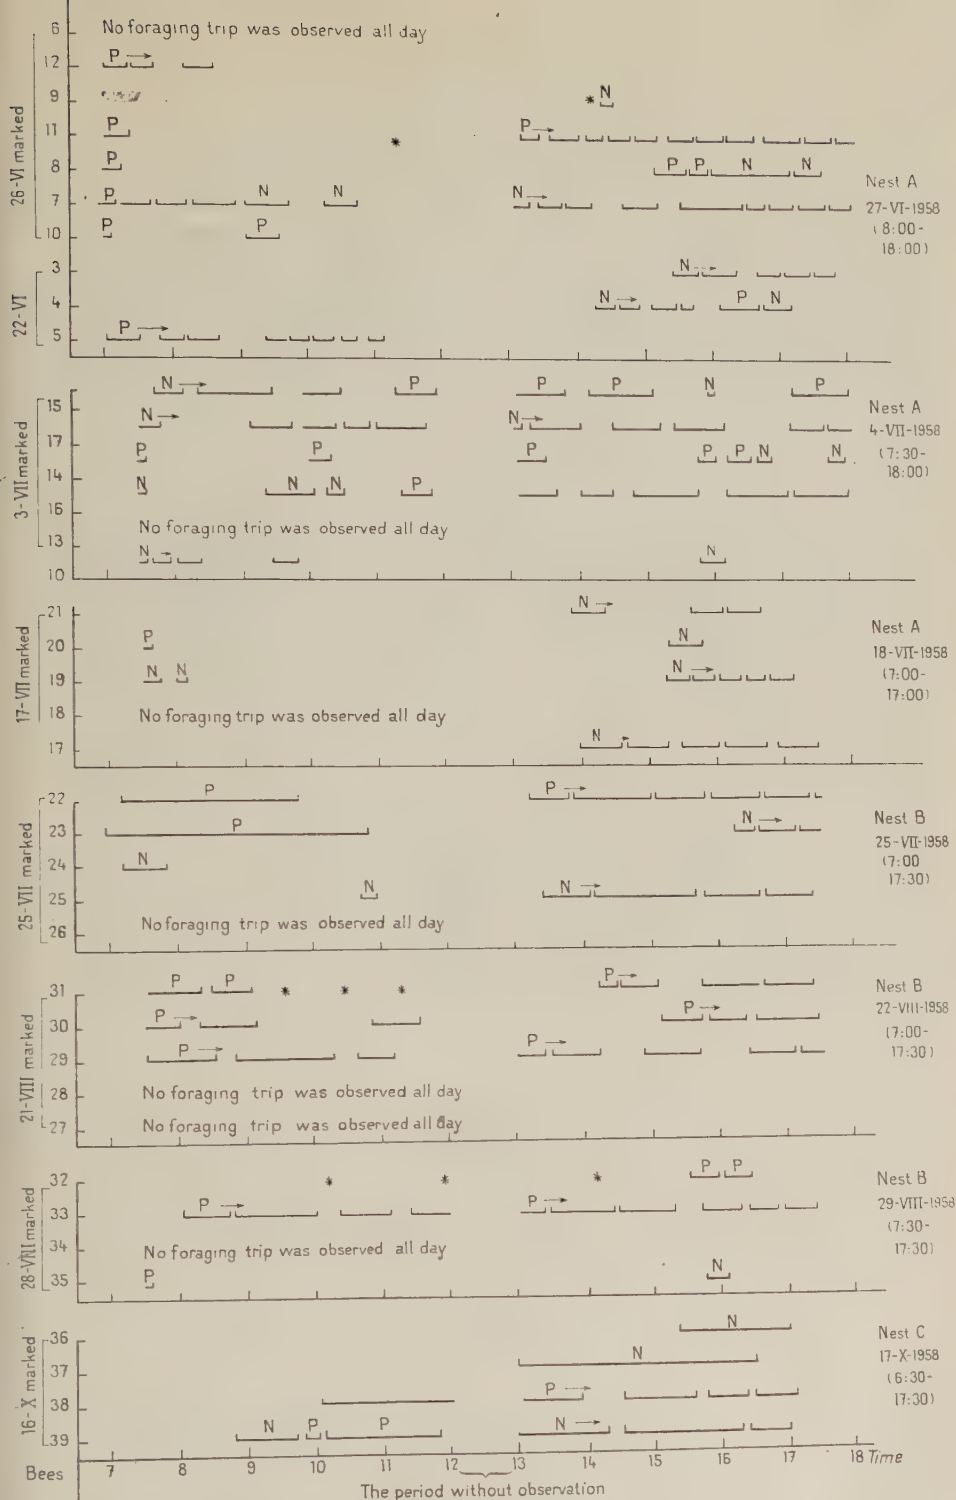 6 No foraging trip was observed all day
12 P →
9 * N
11 P * P →
8 P P P N N
7 P N N N →
10 P P
3 N →
4 N → P N
5 P →
26-VI marked
22-VI
Nest A
27-VI-1958
(8:00-
18:00)
N → P P P N P
15
N → N →
17
P P P P N N
14
N N N P
16
No foraging trip was observed all day
13
N → N
10
3-VII marked
Nest A
4-VII-1958
(7:30-
18:00)
21 N →
20 P N
19 N N N →
18 No foraging trip was observed all day
17 N →
17-VII marked
Nest A
18-VII-1958
(7:00-
17:00)
22 P P →
23 P N →
24 N
25 N N →
26 No foraging trip was observed all day
25-VII marked
Nest B
25-VII-1958
(7:00
17:30)
31 P P * * * P →
30 P → P →
29 P → P →
28 No foraging trip was observed all day
27 No foraging trip was observed all day
21-VIII marked
Nest B
22-VIII-1958
(7:00-
17:30)
32 * * * P P
33 P → P →
34 No foraging trip was observed all day
35 P N
28-VIII marked
Nest B
29-VIII-1958
(7:30-
17:30)
36 N
37 N
38 P →
39 N P P N →
16-X marked
Nest C
17-X-1958
(6:30-
17:30)
Bees 7 8 9 10 11 12 13 14 15 16 17 18 Time
The period without observation